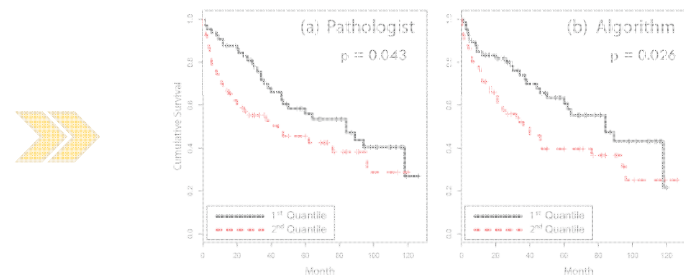 (a) Pathologist
p = 0.043
Cumulative Survival
1.0
0.8
0.6
0.4
0.2
0.0
1st Quantile
2nd Quantile
0 20 40 60 80 100 120
Month
(b) Algorithm
p = 0.026
1.0
0.8
0.6
0.4
0.2
0.0
1st Quantile
2nd Quantile
0 20 40 60 80 100 120
Month